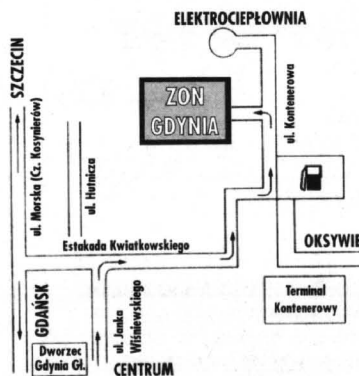 ELEKTROCIEPŁOWNIA
SZCZECIN
ul. Morska (Cz. Kosynierów)
ul. Hutnicza
ZON
GDYNIA
ul. Kontenerowa
Estakada Kwiatkowskiego
OKSYWIE
GDAŃSK
ul. Janka
Wiśniewskiego
Terminal
Kontenerowy
Dworzec
Gdynia Gł.
CENTRUM